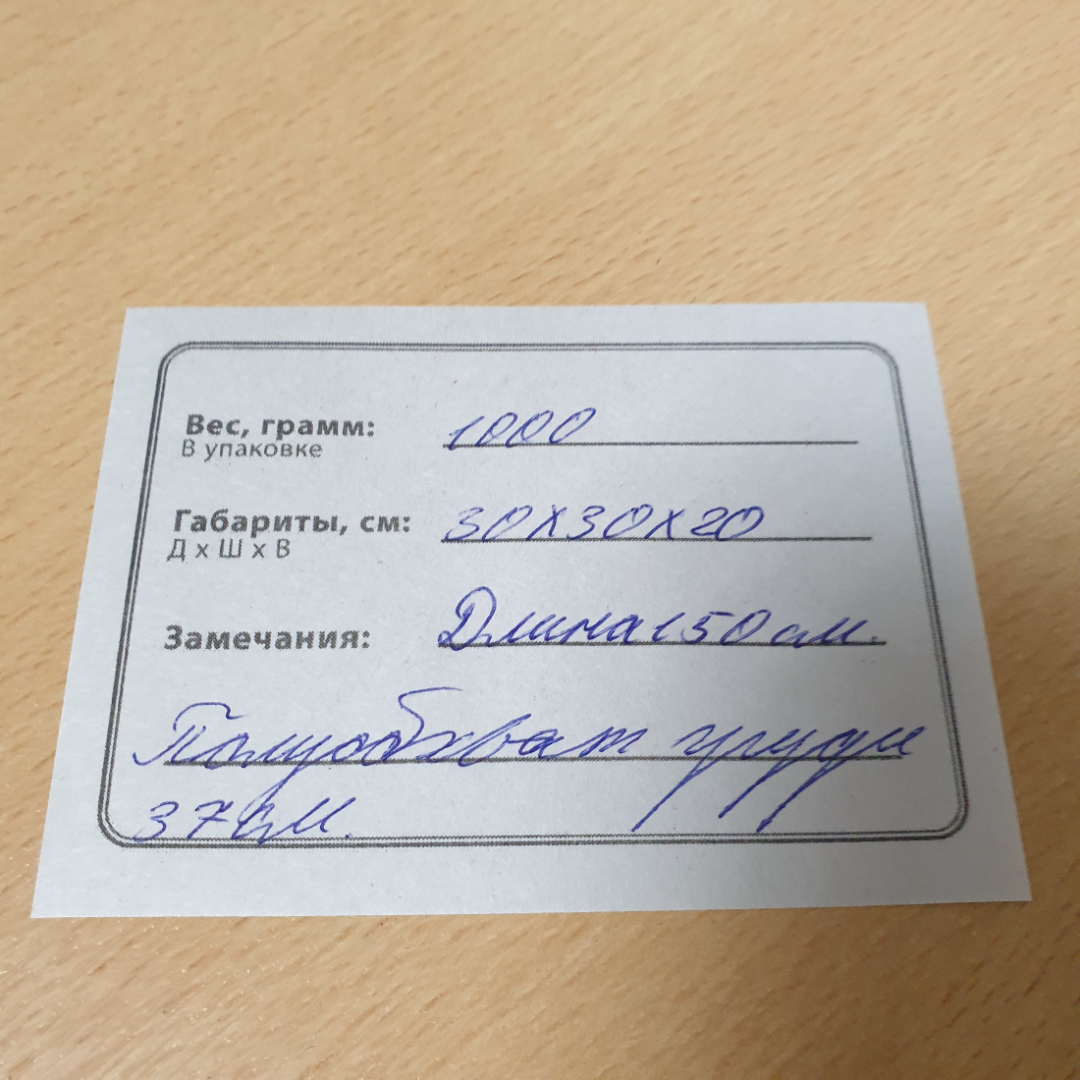 Вес, грамм: 1000
В упаковке
Габариты, см: 30х30х20
Д х Ш х В
Замечания: Длина 150 см.
Полуобхват груди
37 см.